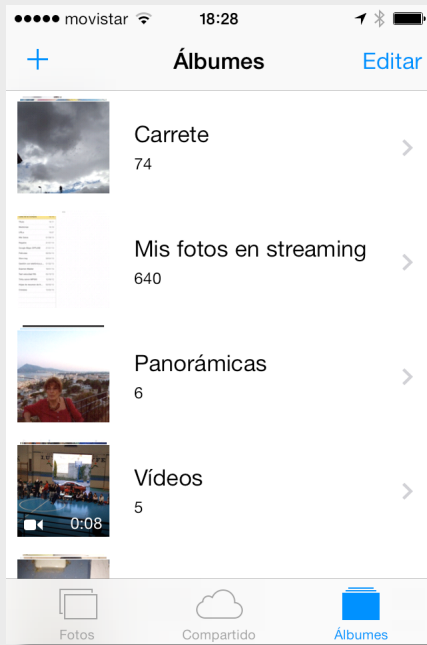 movistar 18:28
Álbumes Editar
Carrete
74
Mis fotos en streaming
640
Panorámicas
6
Vídeos
5
0:08
Fotos Compartido Álbumes